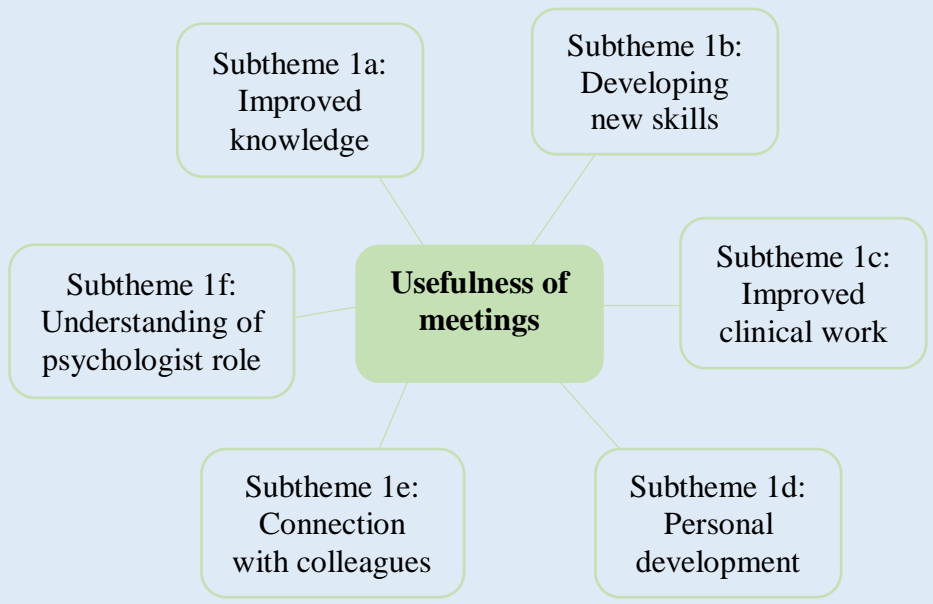 Subtheme 1a:
Improved
knowledge
Subtheme 1b:
Developing
new skills
Subtheme 1f:
Understanding of
psychologist role
Usefulness of
meetings
Subtheme 1c:
Improved
clinical work
Subtheme 1e:
Connection
with colleagues
Subtheme 1d:
Personal
development